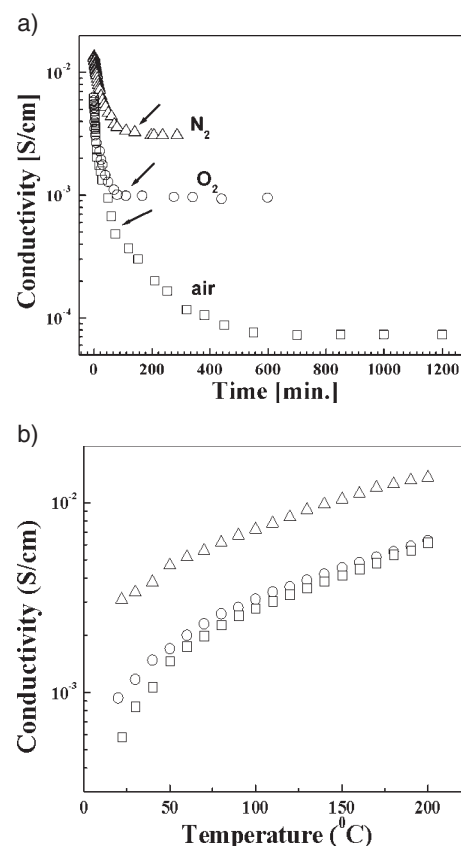 a)
10⁻²
N₂
10⁻³
O₂
air
10⁻⁴
Conductivity [S/cm]
0 200 400 600 800 1000 1200
Time [min.]
b)
10⁻²
10⁻³
Conductivity (S/cm)
0 50 100 150 200
Temperature (⁰C)